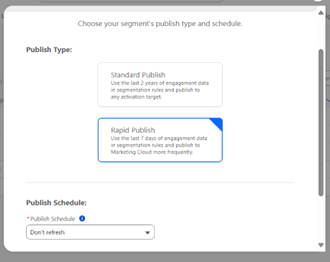 Choose your segment's publish type and schedule.
Publish Type:
Standard Publish
Use the last 2 years of engagement data
in segmentation rules and publish to
any activation target.
Rapid Publish
Use the last 7 days of engagement data
in segmentation rules and publish to
Marketing Cloud more frequently.
Publish Schedule:
* Publish Schedule
Don't refresh